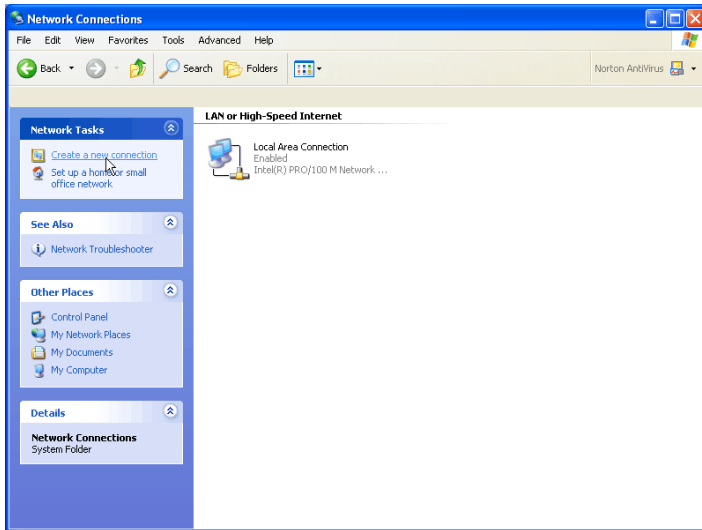 Network Connections
File Edit View Favorites Tools Advanced Help
Back Search Folders Norton AntiVirus
Network Tasks
Create a new connection
Set up a home or small
office network
See Also
Network Troubleshooter
Other Places
Control Panel
My Network Places
My Documents
My Computer
Details
Network Connections
System Folder
LAN or High-Speed Internet
Local Area Connection
Enabled
Intel(R) PRO/100 M Network ...